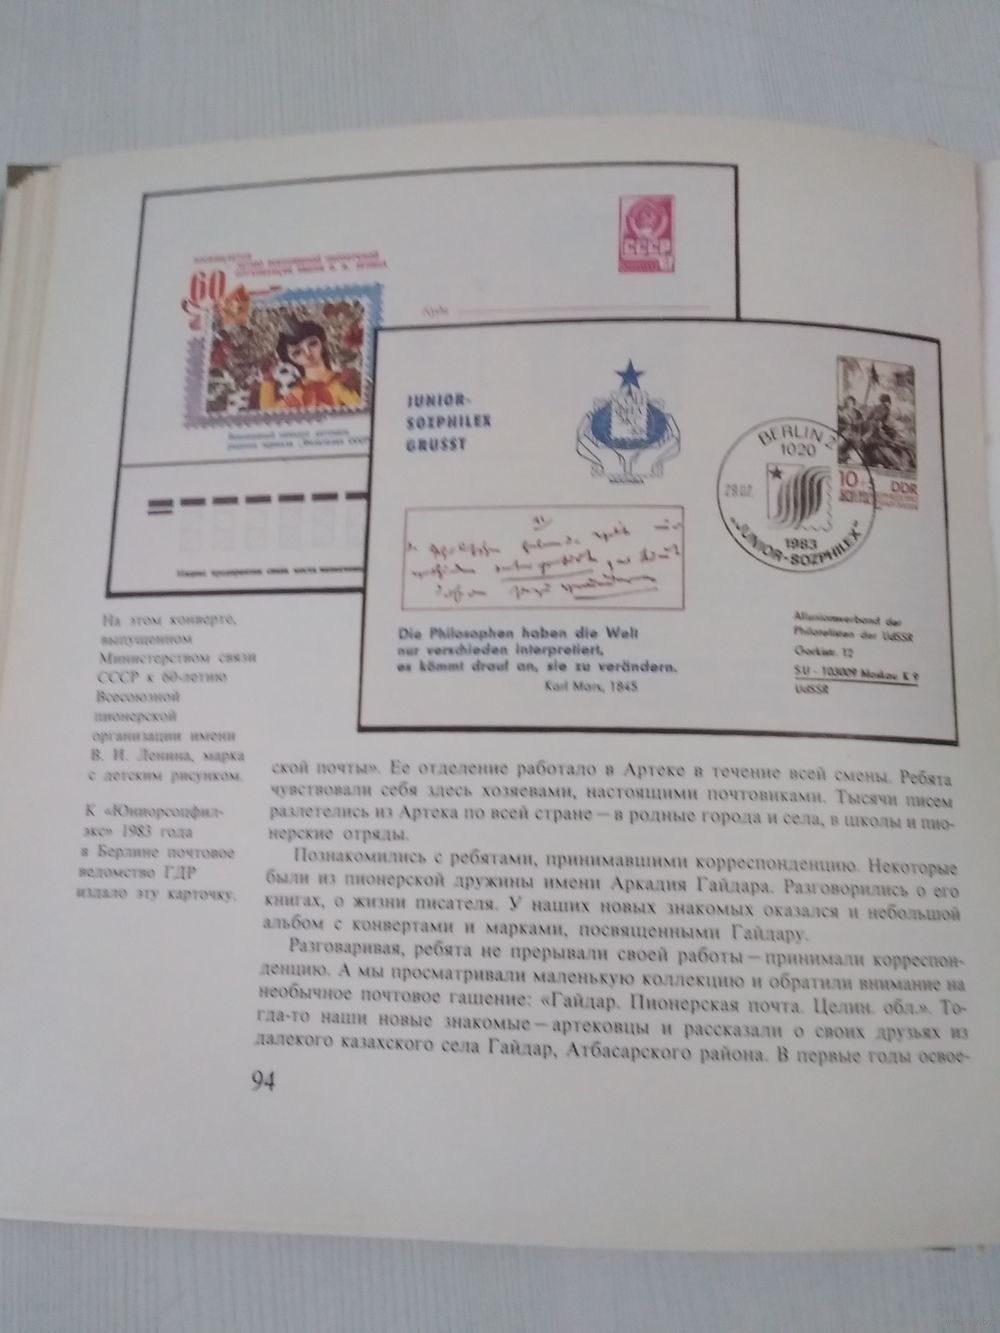 60
СССР
Куда
JUNIOR-
SOZPHILEX
GRÜSST
BERLIN 2
1020
29.02.
1983
"JUNIOR-SOZPHILEX"
10+
DDR
Die Philosophen haben die Welt
nur verschieden interpretiert,
es kömmt drauf an, sie zu verändern.
Karl Marx, 1845
Allunionsverband der
Philatelisten der UdSSR
Gorkistr. 12
SU - 103009 Moskau K 9
UdSSR
На этом конверте,
выпущенном
Министерством связи
СССР к 60-летию
Всесоюзной
пионерской
организации имени
В. И. Ленина, марка
с детским рисунком.
К «Юниорсоцфил-
экс» 1983 года
в Берлине почтовое
ведомство ГДР
издало эту карточку.
ской почты». Ее отделение работало в Артеке в течение всей смены. Ребята
чувствовали себя здесь хозяевами, настоящими почтовиками. Тысячи писем
разлетелись из Артека по всей стране – в родные города и села, в школы и пио-
нерские отряды.
Познакомились с ребятами, принимавшими корреспонденцию. Некоторые
были из пионерской дружины имени Аркадия Гайдара. Разговорились о его
книгах, о жизни писателя. У наших новых знакомых оказался и небольшой
альбом с конвертами и марками, посвященными Гайдару.
Разговаривая, ребята не прерывали своей работы – принимали корреспон-
денцию. А мы просматривали маленькую коллекцию и обратили внимание на
необычное почтовое гашение: «Гайдар. Пионерская почта. Целин. обл.». То-
гда-то наши новые знакомые – артековцы и рассказали о своих друзьях из
далекого казахского села Гайдар, Атбасарского района. В первые годы освое-
94